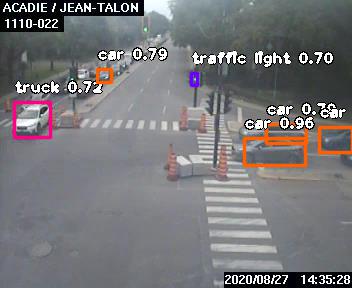 ACADIE / JEAN-TALON
1110-022
car 0.79
traffic light 0.70
truck 0.72
car 0.79
car
car 0.96
2020/08/27 14:35:28